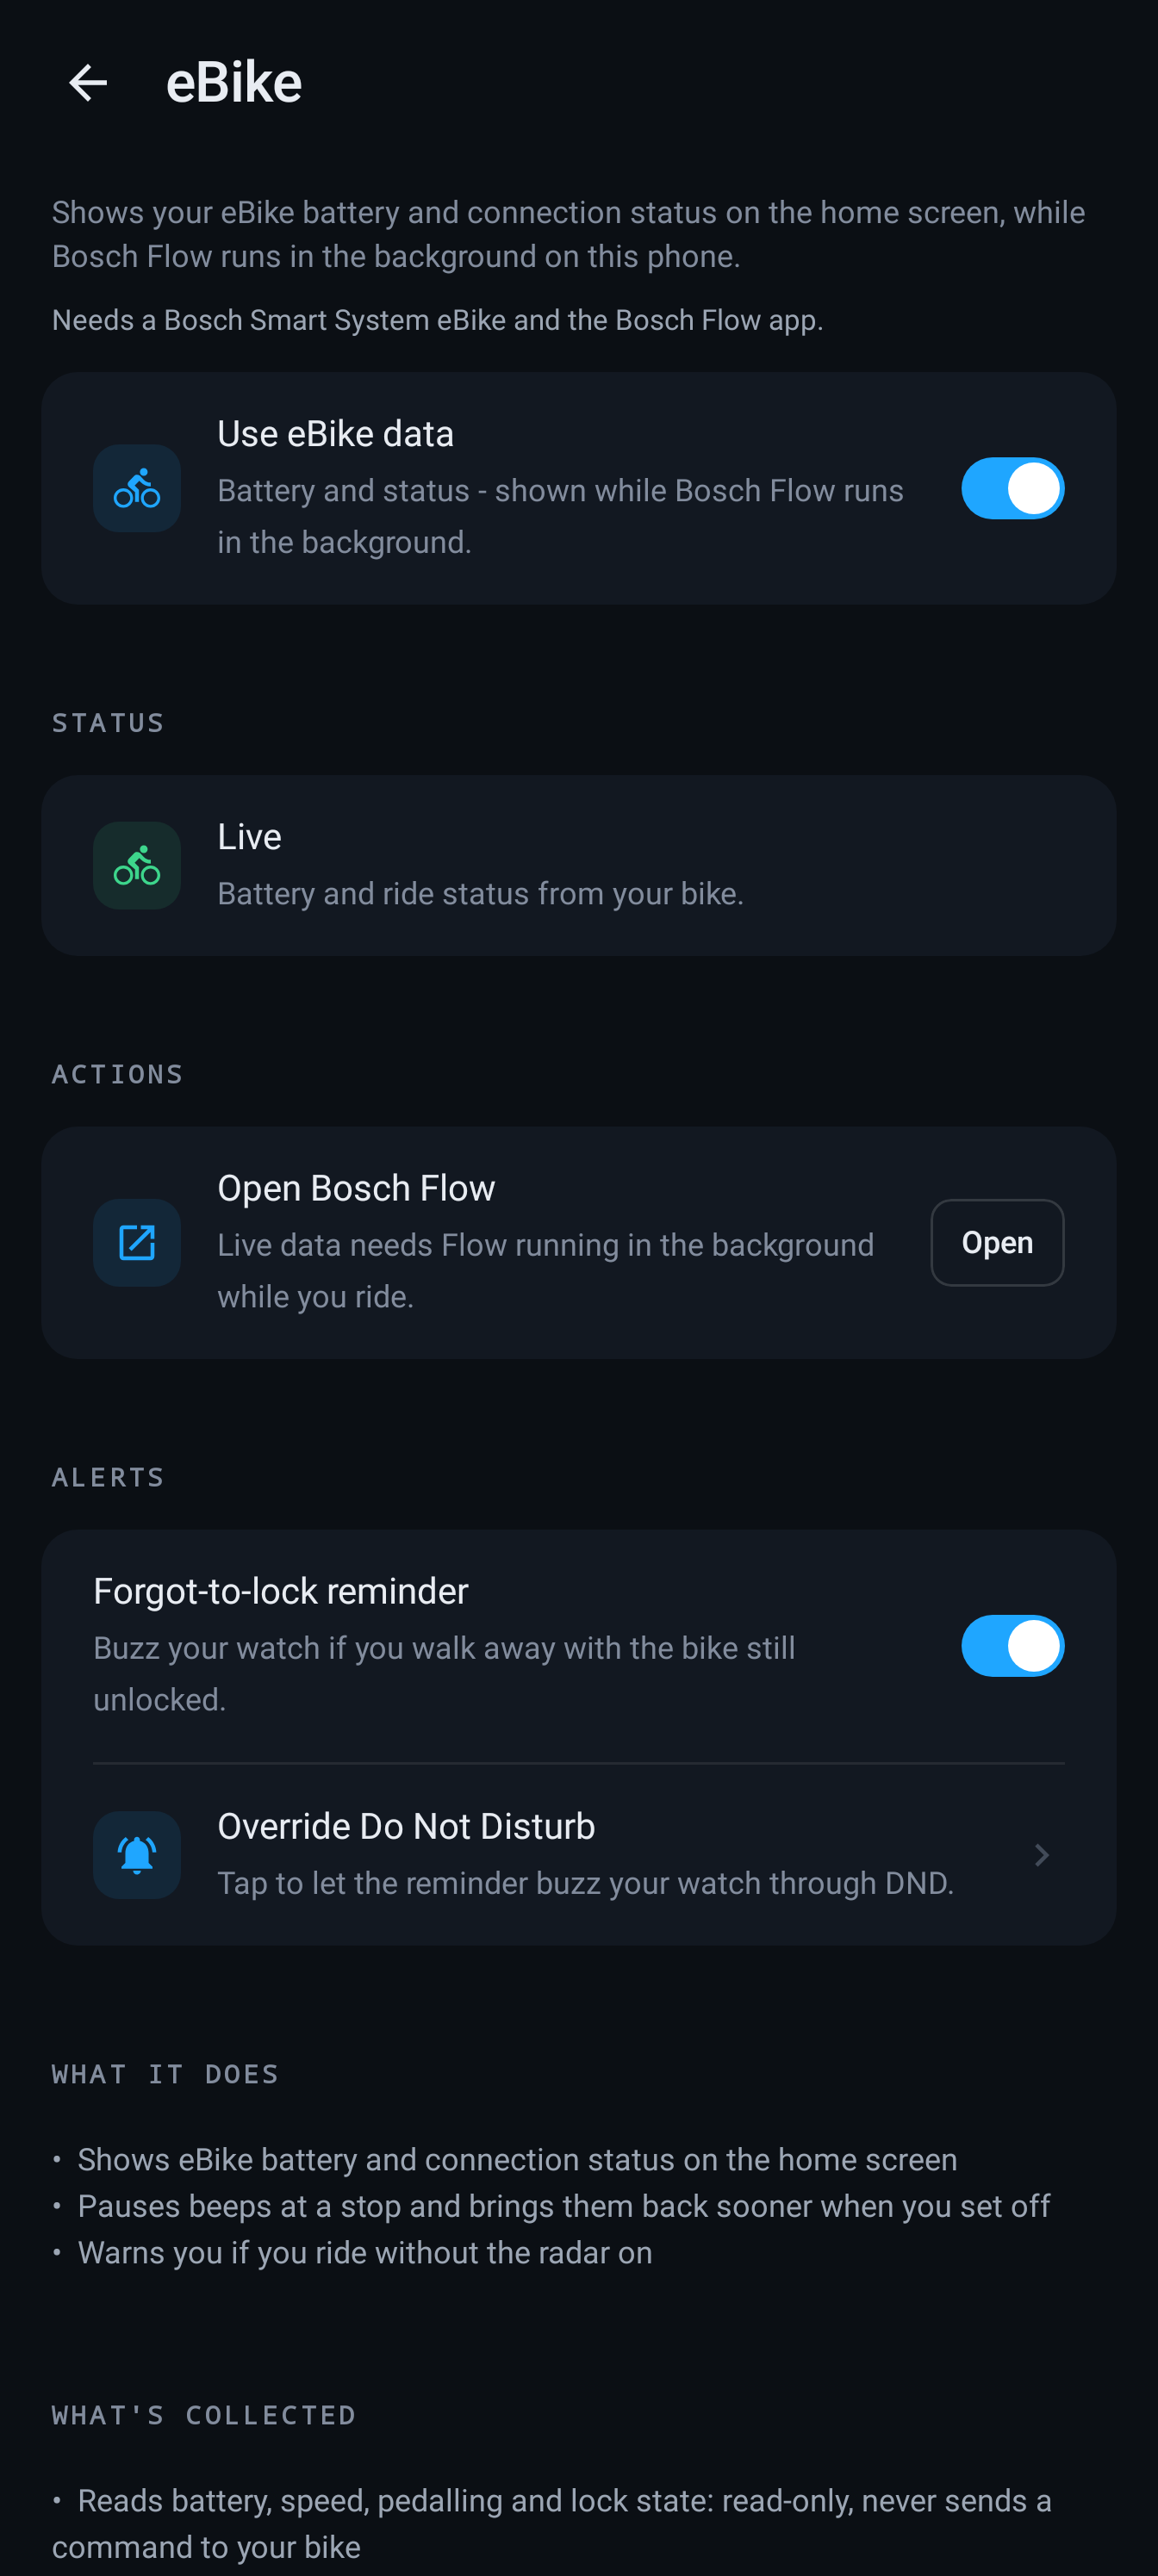 eBike
Shows your eBike battery and connection status on the home screen, while
Bosch Flow runs in the background on this phone.
Needs a Bosch Smart System eBike and the Bosch Flow app.
Use eBike data
Battery and status - shown while Bosch Flow runs
in the background.
STATUS
Live
Battery and ride status from your bike.
ACTIONS
Open Bosch Flow
Live data needs Flow running in the background
while you ride.
Open
ALERTS
Forgot-to-lock reminder
Buzz your watch if you walk away with the bike still
unlocked.
Override Do Not Disturb
Tap to let the reminder buzz your watch through DND.
WHAT IT DOES
• Shows eBike battery and connection status on the home screen
• Pauses beeps at a stop and brings them back sooner when you set off
• Warns you if you ride without the radar on
WHAT'S COLLECTED
• Reads battery, speed, pedalling and lock state: read-only, never sends a
command to your bike